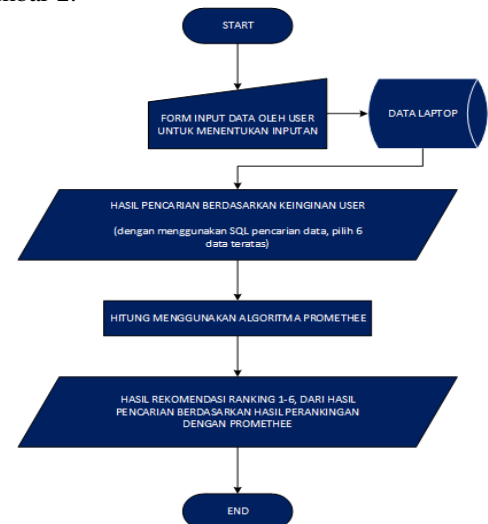 START
FORM INPUT DATA OLEH USER
UNTUK MENENTUKAN INPUTAN
DATA LAPTOP
HASIL PENCARIAN BERDASARKAN KEINGINAN USER
(dengan menggunakan SQL pencarian data, pilih 6
data teratas)
HITUNG MENGGUNAKAN ALGORITMA PROMETHEE
HASIL REKOMENDASI RANKING 1-6, DARI HASIL
PENCARIAN BERDASARKAN HASIL PERANKINGAN
DENGAN PROMETHEE
END